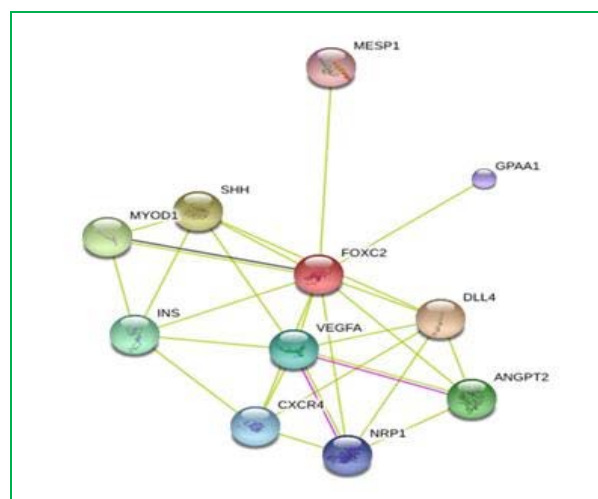 MESP1
GPAA1
SHH
MYOD1
FOXC2
DLL4
INS
VEGFA
ANGPT2
CXCR4
NRP1